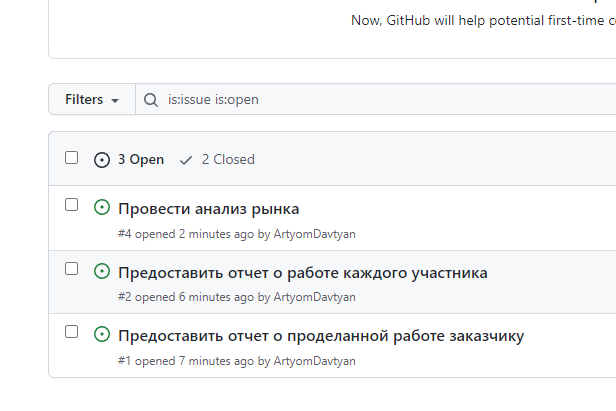 Now, GitHub will help potential first-time
Filters
is:issue is:open
3 Open 2 Closed
Провести анализ рынка
#4 opened 2 minutes ago by ArtyomDavtyan
Предоставить отчет о работе каждого участника
#2 opened 6 minutes ago by ArtyomDavtyan
Предоставить отчет о проделанной работе заказчику
#1 opened 7 minutes ago by ArtyomDavtyan